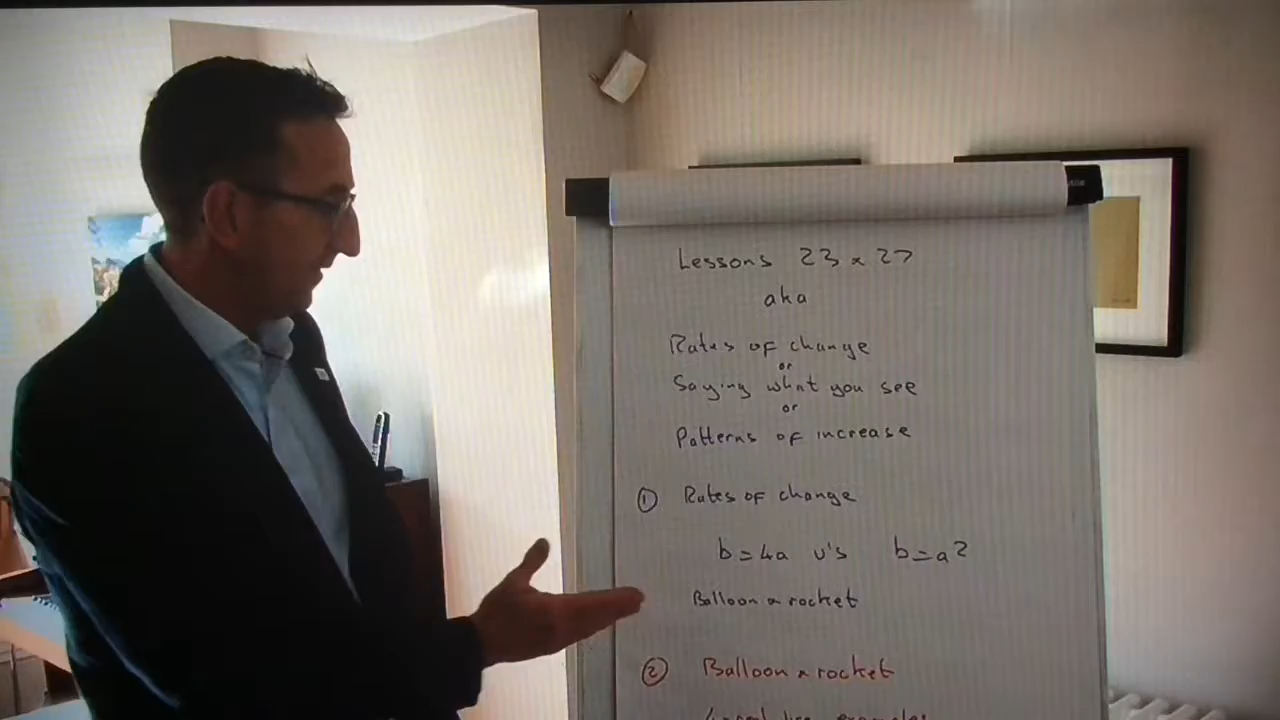 Lessons 23 & 27
aka
Rates of change
or
Saying what you see
or
Patterns of increase
① Rates of change
b=4a v's b=a²
Balloon & rocket
② Balloon & rocket